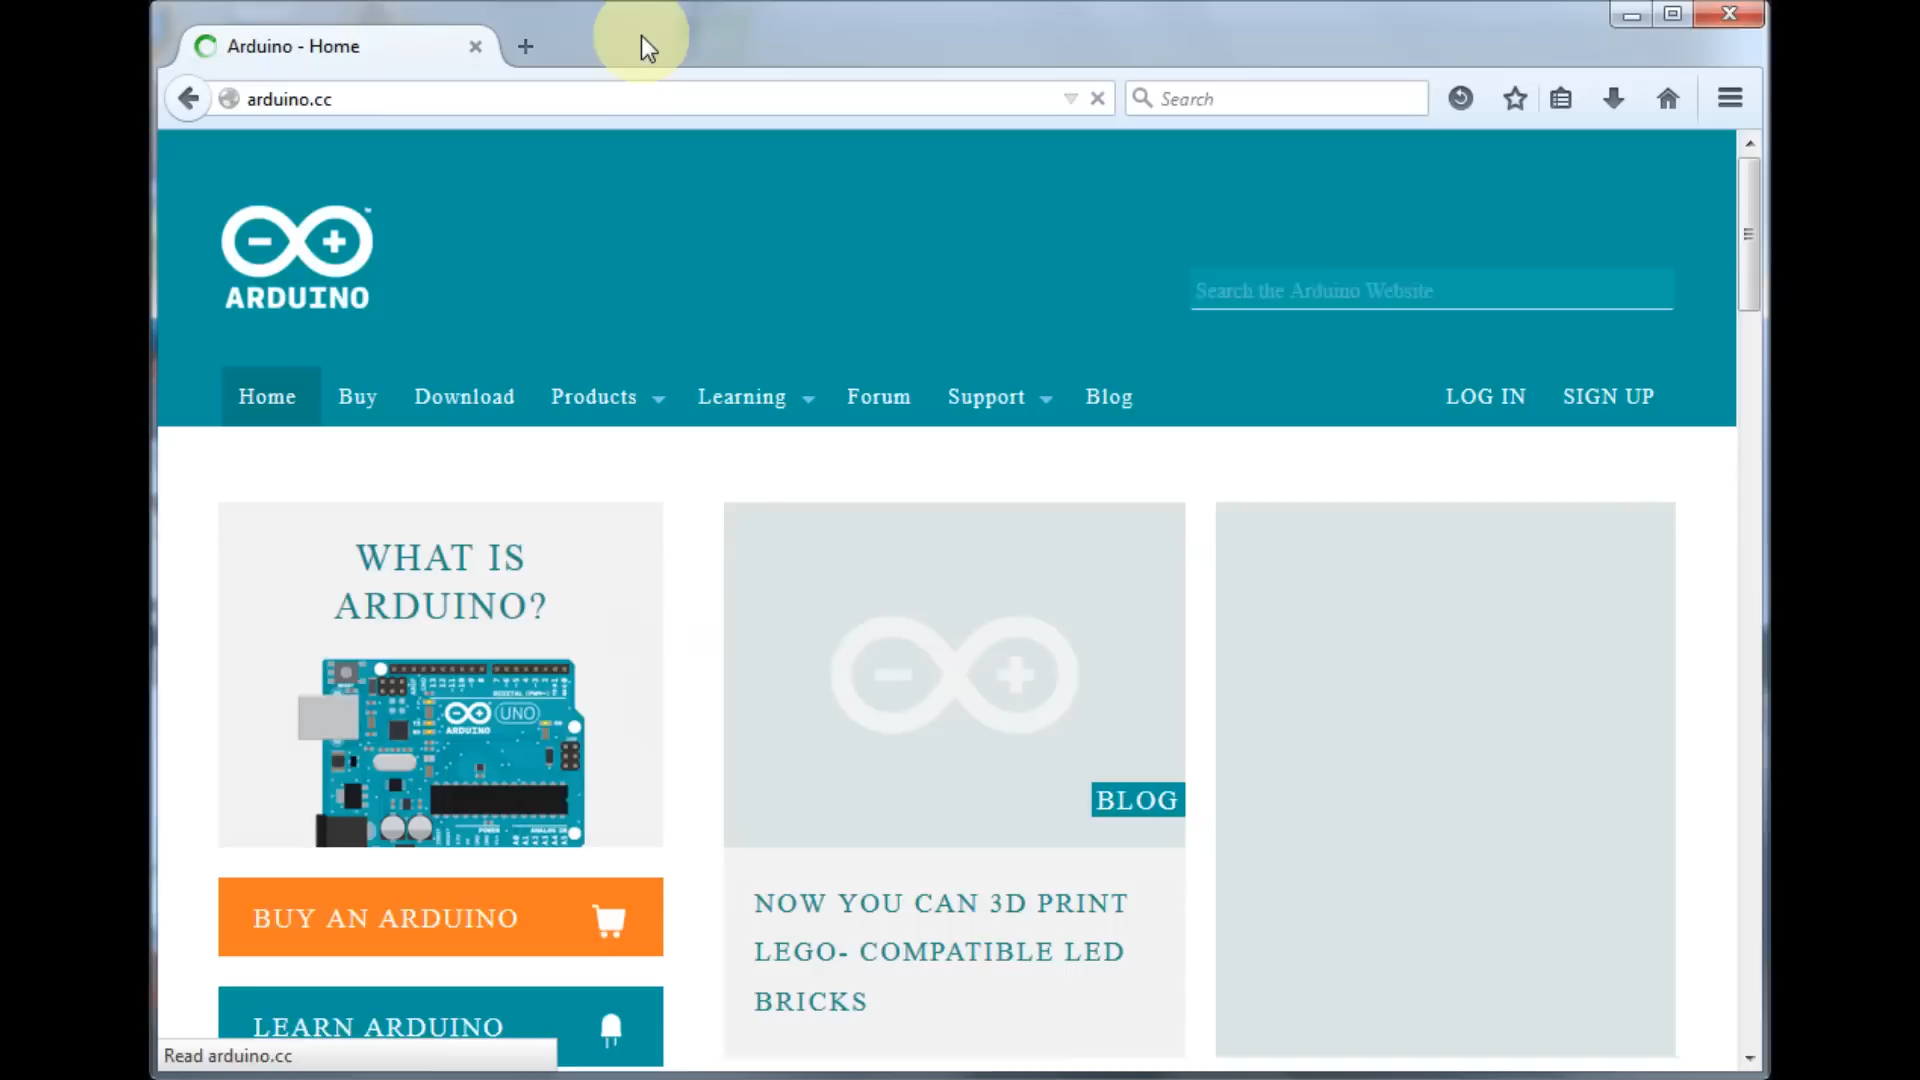 Arduino - Home
arduino.cc
Search
ARDUINO
Search the Arduino Website
Home Buy Download Products Learning Forum Support Blog LOG IN SIGN UP
WHAT IS
ARDUINO?
ARDUINO UNO
BLOG
NOW YOU CAN 3D PRINT
LEGO- COMPATIBLE LED
BRICKS
BUY AN ARDUINO
LEARN ARDUINO
Read arduino.cc